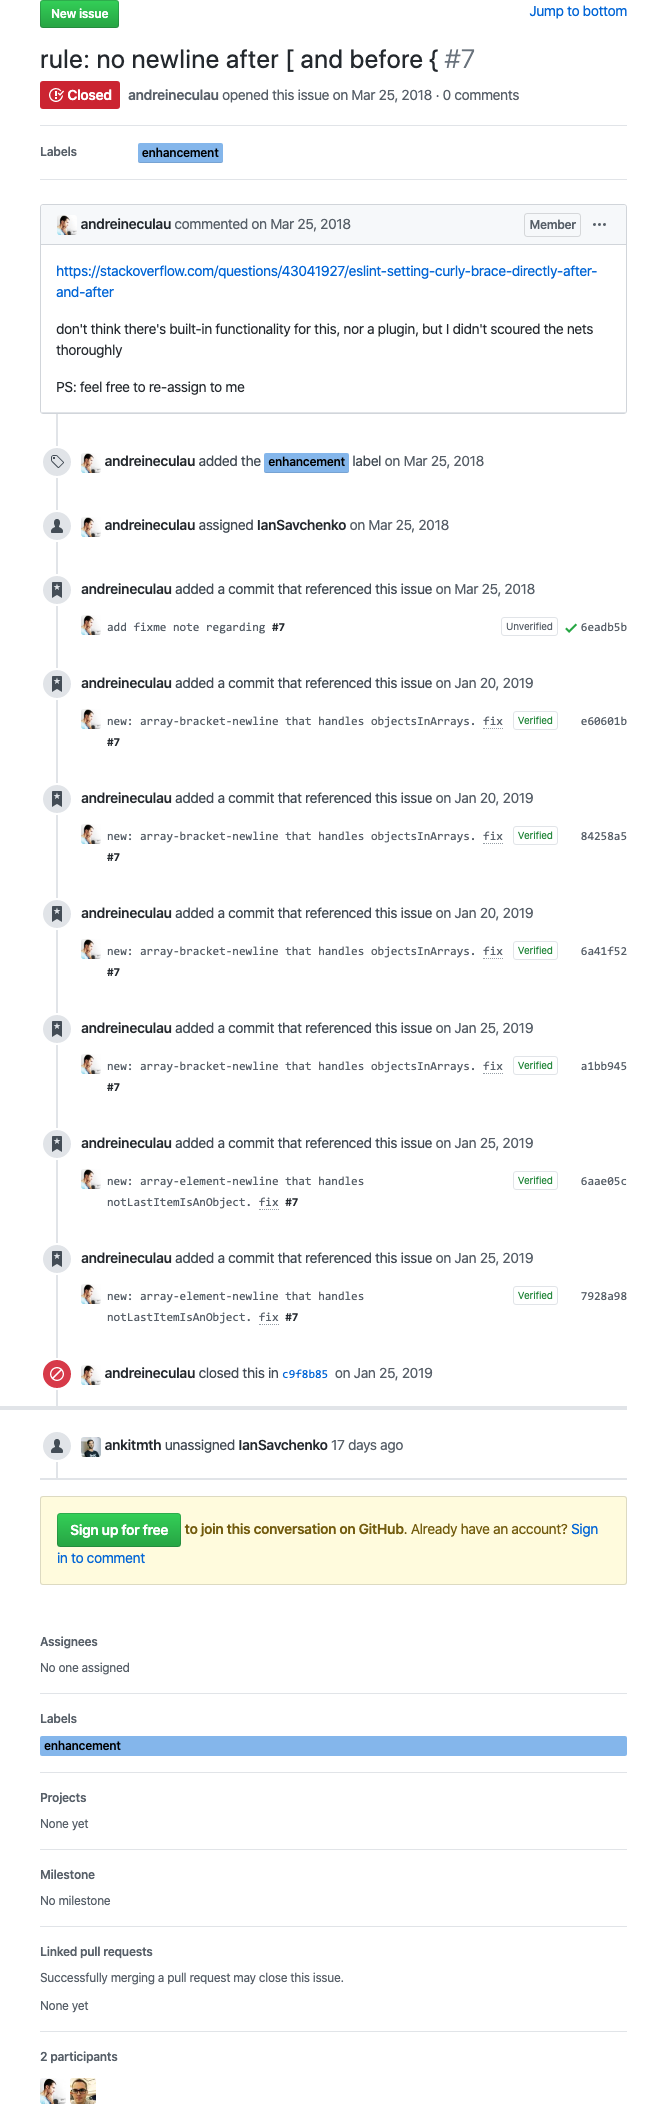 New issue
Jump to bottom
rule: no newline after [ and before { #7
Closed andreineculau opened this issue on Mar 25, 2018 · 0 comments
Labels enhancement
andreineculau commented on Mar 25, 2018 Member ···
https://stackoverflow.com/questions/43041927/eslint-setting-curly-brace-directly-after-
and-after
don't think there's built-in functionality for this, nor a plugin, but I didn't scoured the nets
thoroughly
PS: feel free to re-assign to me
andreineculau added the enhancement label on Mar 25, 2018
andreineculau assigned IanSavchenko on Mar 25, 2018
andreineculau added a commit that referenced this issue on Mar 25, 2018
add fixme note regarding #7 Unverified 6eadb5b
andreineculau added a commit that referenced this issue on Jan 20, 2019
new: array-bracket-newline that handles objectsInArrays. fix Verified e60601b
#7
andreineculau added a commit that referenced this issue on Jan 20, 2019
new: array-bracket-newline that handles objectsInArrays. fix Verified 84258a5
#7
andreineculau added a commit that referenced this issue on Jan 20, 2019
new: array-bracket-newline that handles objectsInArrays. fix Verified 6a41f52
#7
andreineculau added a commit that referenced this issue on Jan 25, 2019
new: array-bracket-newline that handles objectsInArrays. fix Verified a1bb945
#7
andreineculau added a commit that referenced this issue on Jan 25, 2019
new: array-element-newline that handles Verified 6aae05c
notLastItemIsAnObject. fix #7
andreineculau added a commit that referenced this issue on Jan 25, 2019
new: array-element-newline that handles Verified 7928a98
notLastItemIsAnObject. fix #7
andreineculau closed this in c9f8b85 on Jan 25, 2019
ankitmth unassigned IanSavchenko 17 days ago
Sign up for free to join this conversation on GitHub. Already have an account? Sign
in to comment
Assignees
No one assigned
Labels
enhancement
Projects
None yet
Milestone
No milestone
Linked pull requests
Successfully merging a pull request may close this issue.
None yet
2 participants